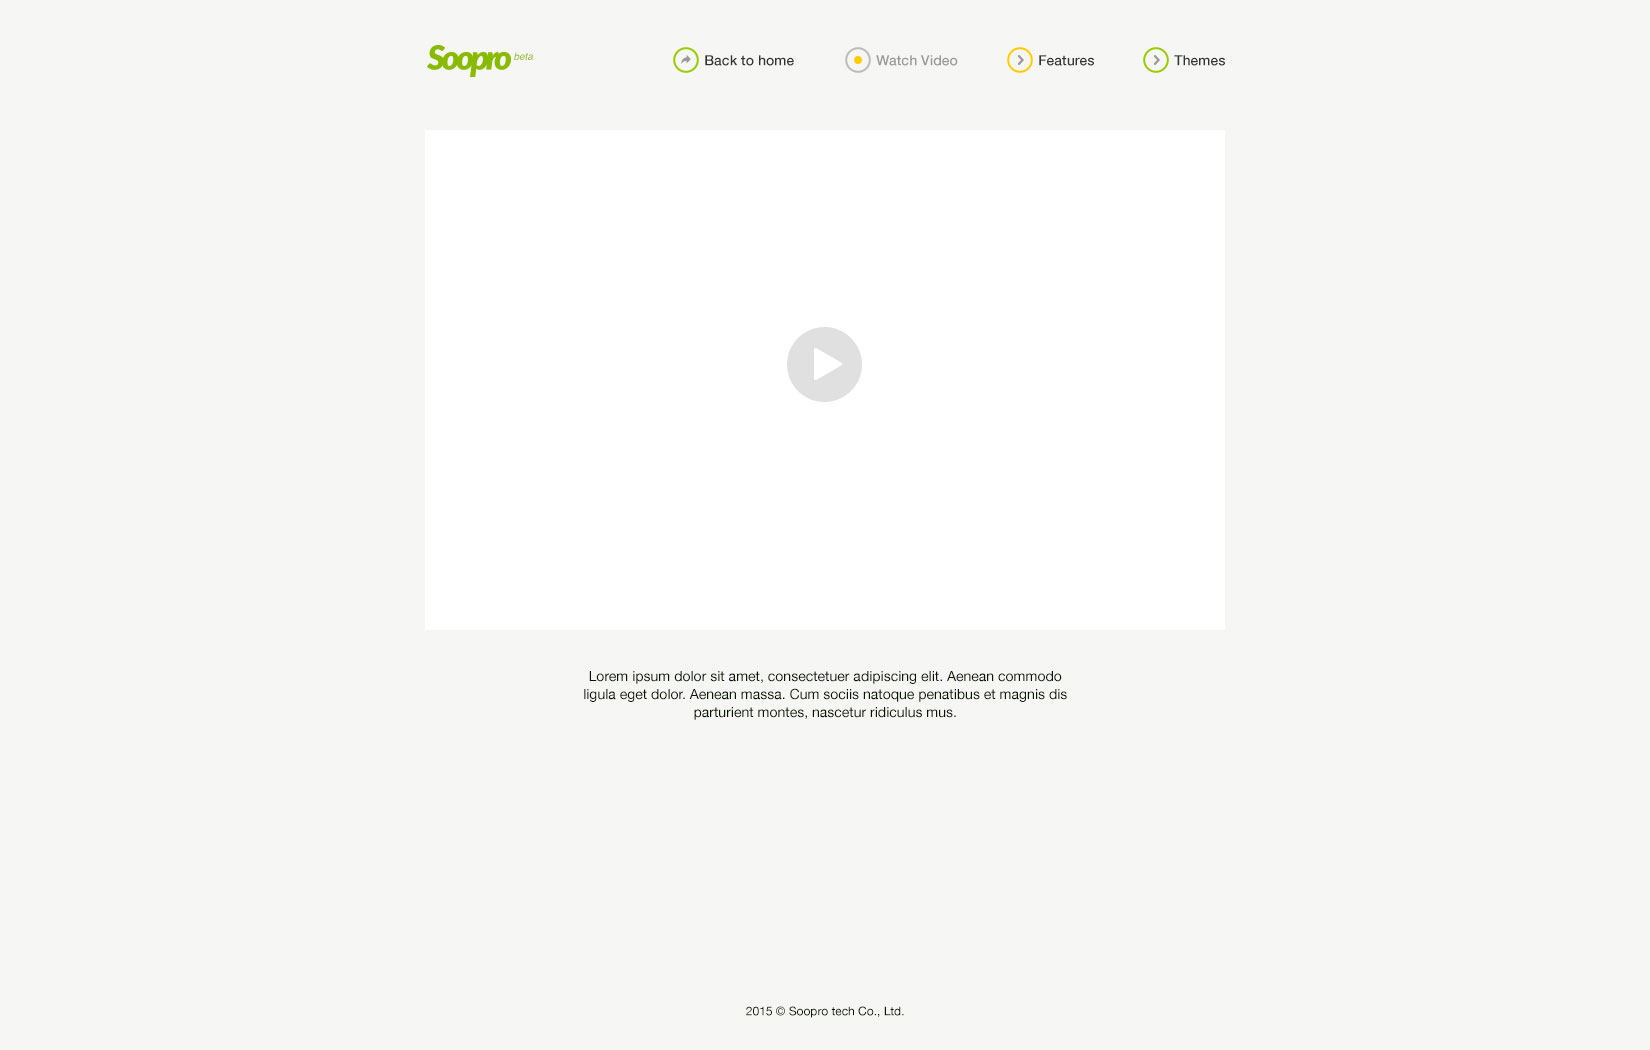 Soopro beta
Back to home
Watch Video
Features
Themes
Lorem ipsum dolor sit amet, consectetuer adipiscing elit. Aenean commodo
ligula eget dolor. Aenean massa. Cum sociis natoque penatibus et magnis dis
parturient montes, nascetur ridiculus mus.
2015 © Soopro tech Co., Ltd.